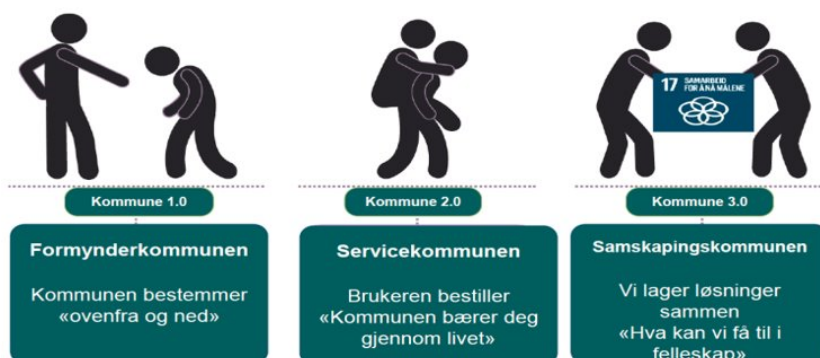 17 SAMARBEID
FOR Å NÅ MÅLENE
Kommune 1.0
Kommune 2.0
Kommune 3.0
Formynderkommunen
Kommunen bestemmer
«ovenfra og ned»
Servicekommunen
Brukeren bestiller
«Kommunen bærer deg
gjennom livet»
Samskapingskommunen
Vi lager løsninger
sammen
«Hva kan vi få til i
felleskap»